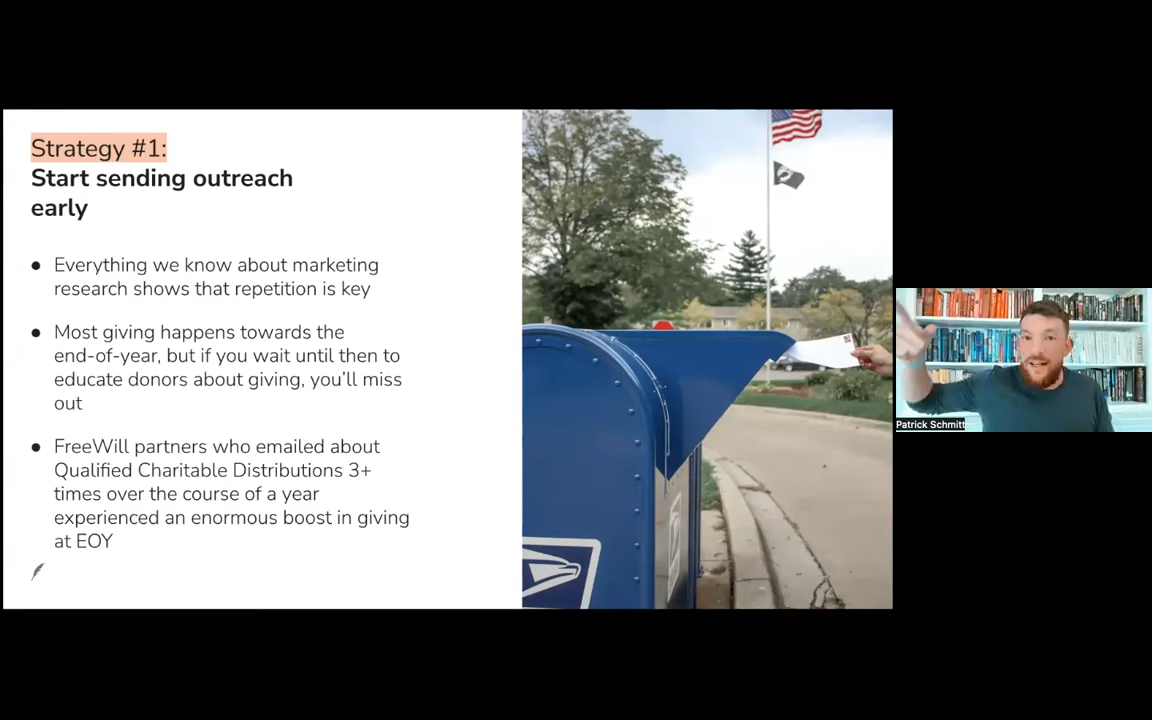 Strategy #1:
Start sending outreach
early
● Everything we know about marketing
research shows that repetition is key
● Most giving happens towards the
end-of-year, but if you wait until then to
educate donors about giving, you'll miss
out
● FreeWill partners who emailed about
Qualified Charitable Distributions 3+
times over the course of a year
experienced an enormous boost in giving
at EOY
Patrick Schmitt